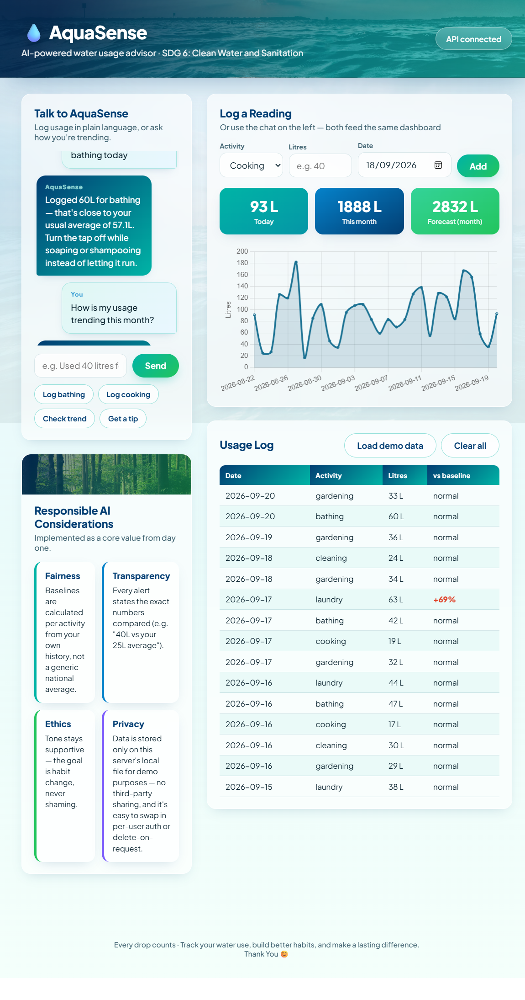 AquaSense
AI-powered water usage advisor · SDG 6: Clean Water and Sanitation
API connected
Talk to AquaSense
Log usage in plain language, or ask
how you're trending.
bathing today
AquaSense
Logged 60L for bathing
— that's close to your
usual average of 57.1L.
Turn the tap off while
soaping or shampooing
instead of letting it run.
You
How is my usage
trending this month?
e.g. Used 40 litres fo
Send
Log bathing
Log cooking
Check trend
Get a tip
Responsible AI
Considerations
Implemented as a core value from day
one.
Fairness
Baselines
are
calculated
per activity
from your
own
history, not
a generic
national
average.
Transparency
Every alert
states the exact
numbers
compared (e.g.
"40L vs your
25L average").
Ethics
Tone stays
supportive
— the goal
is habit
change,
never
shaming.
Privacy
Data is stored
only on this
server's local
file for demo
purposes — no
third-party
sharing, and it's
easy to swap in
per-user auth or
delete-on-
request.
Log a Reading
Or use the chat on the left — both feed the same dashboard
Activity
Litres
Date
Cooking
e.g. 40
18/09/2026
Add
93 L
Today
1888 L
This month
2832 L
Forecast (month)
Litres
200
180
160
140
120
100
80
60
40
20
0
2026-08-22
2026-08-26
2026-08-30
2026-09-03
2026-09-07
2026-09-11
2026-09-15
2026-09-19
Usage Log
Load demo data
Clear all
Date Activity Litres vs baseline
2026-09-20 gardening 33 L normal
2026-09-20 bathing 60 L normal
2026-09-19 gardening 36 L normal
2026-09-18 cleaning 24 L normal
2026-09-18 gardening 34 L normal
2026-09-17 laundry 63 L +69%
2026-09-17 bathing 42 L normal
2026-09-17 cooking 19 L normal
2026-09-17 gardening 32 L normal
2026-09-16 laundry 44 L normal
2026-09-16 bathing 47 L normal
2026-09-16 cooking 17 L normal
2026-09-16 cleaning 30 L normal
2026-09-16 gardening 29 L normal
2026-09-15 laundry 38 L normal
Every drop counts · Track your water use, build better habits, and make a lasting difference.
Thank You 😊